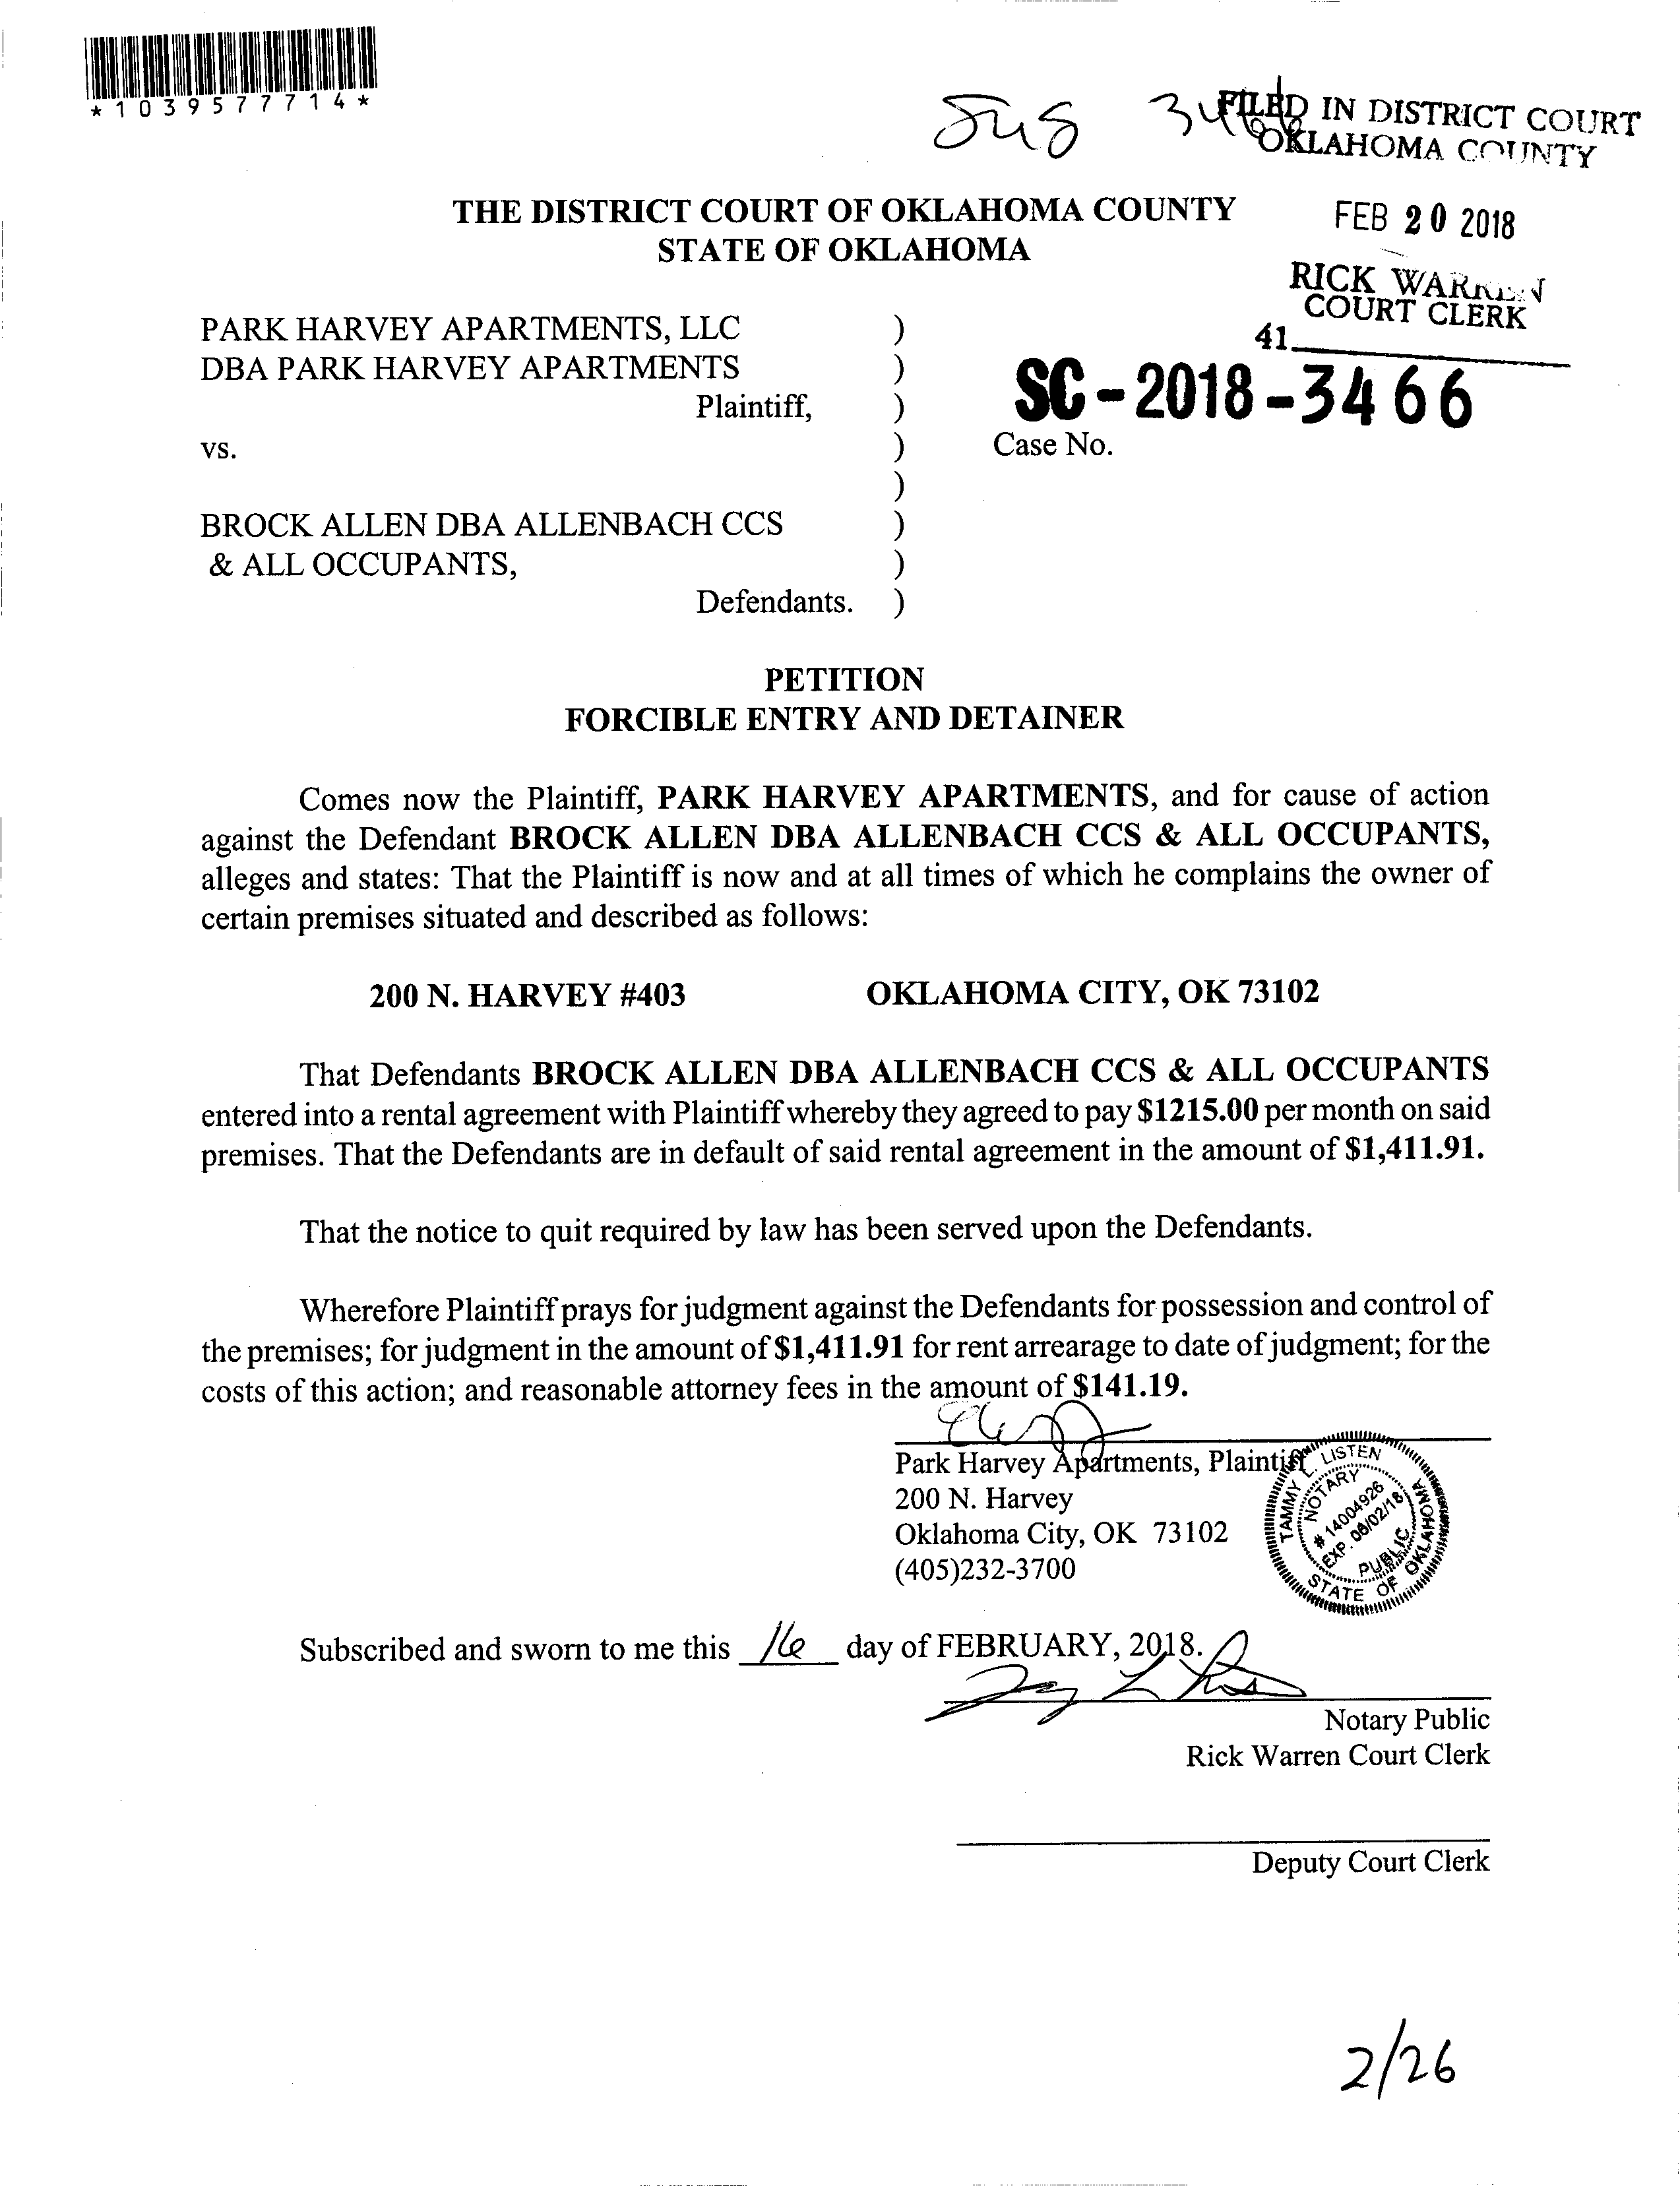 *1039577714*
FILED IN DISTRICT COURT
OKLAHOMA COUNTY
THE DISTRICT COURT OF OKLAHOMA COUNTY
STATE OF OKLAHOMA
FEB 20 2018
RICK WARREN
COURT CLERK
41
PARK HARVEY APARTMENTS, LLC )
DBA PARK HARVEY APARTMENTS )
Plaintiff, )
SC-2018-3466
vs. ) Case No.
)
BROCK ALLEN DBA ALLENBACH CCS )
& ALL OCCUPANTS, )
Defendants. )
PETITION
FORCIBLE ENTRY AND DETAINER
Comes now the Plaintiff, PARK HARVEY APARTMENTS, and for cause of action
against the Defendant BROCK ALLEN DBA ALLENBACH CCS & ALL OCCUPANTS,
alleges and states: That the Plaintiff is now and at all times of which he complains the owner of
certain premises situated and described as follows:
200 N. HARVEY #403 OKLAHOMA CITY, OK 73102
That Defendants BROCK ALLEN DBA ALLENBACH CCS & ALL OCCUPANTS
entered into a rental agreement with Plaintiff whereby they agreed to pay $1215.00 per month on said
premises. That the Defendants are in default of said rental agreement in the amount of $1,411.91.
That the notice to quit required by law has been served upon the Defendants.
Wherefore Plaintiff prays for judgment against the Defendants for possession and control of
the premises; for judgment in the amount of $1,411.91 for rent arrearage to date of judgment; for the
costs of this action; and reasonable attorney fees in the amount of $141.19.
Park Harvey Apartments, Plaintiff
200 N. Harvey
Oklahoma City, OK 73102
(405)232-3700
TAMMY L. LISTEN
NOTARY
# 14004926
EXP. 06/02/18
PUBLIC
STATE OF OKLAHOMA
Subscribed and sworn to me this 16 day of FEBRUARY, 2018.
Notary Public
Rick Warren Court Clerk
Deputy Court Clerk
2/26